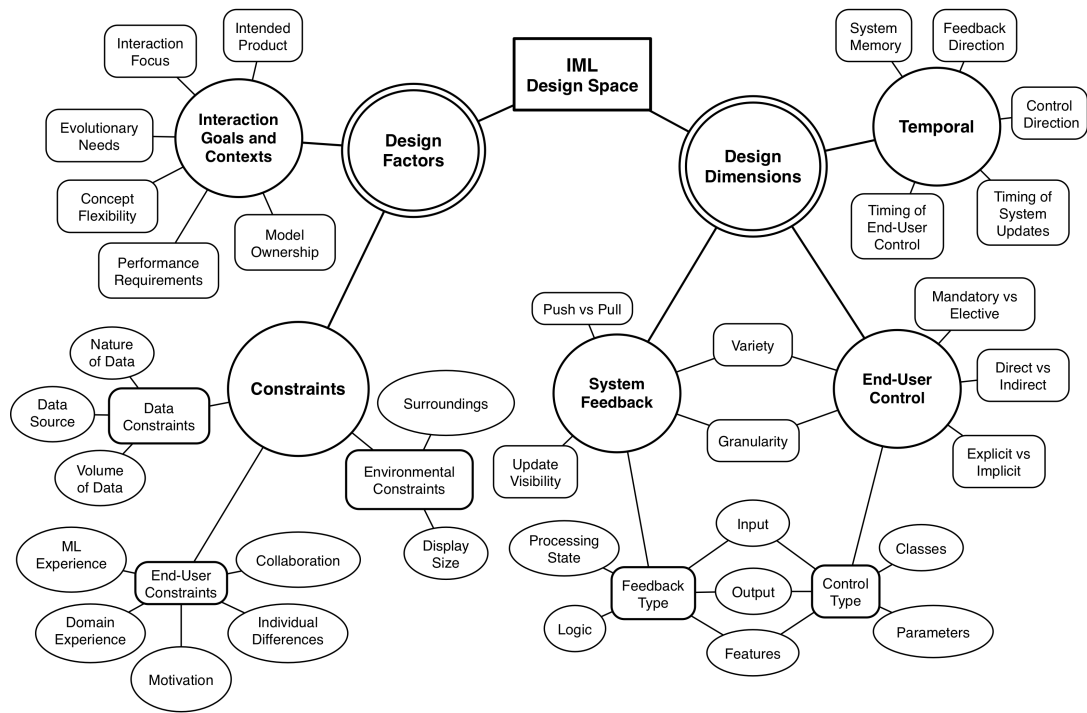 IML
Design Space
Design
Factors
Design
Dimensions
Interaction
Goals and
Contexts
Interaction
Focus
Intended
Product
Evolutionary
Needs
Concept
Flexibility
Performance
Requirements
Model
Ownership
Constraints
Nature
of Data
Data
Source
Volume
of Data
Data
Constraints
Surroundings
Environmental
Constraints
Display
Size
ML
Experience
End-User
Constraints
Collaboration
Domain
Experience
Motivation
Individual
Differences
Temporal
System
Memory
Feedback
Direction
Control
Direction
Timing of
End-User
Control
Timing of
System
Updates
System
Feedback
Push vs Pull
Update
Visibility
Variety
Granularity
End-User
Control
Mandatory vs
Elective
Direct vs
Indirect
Explicit vs
Implicit
Feedback
Type
Processing
State
Logic
Input
Output
Features
Control
Type
Classes
Parameters